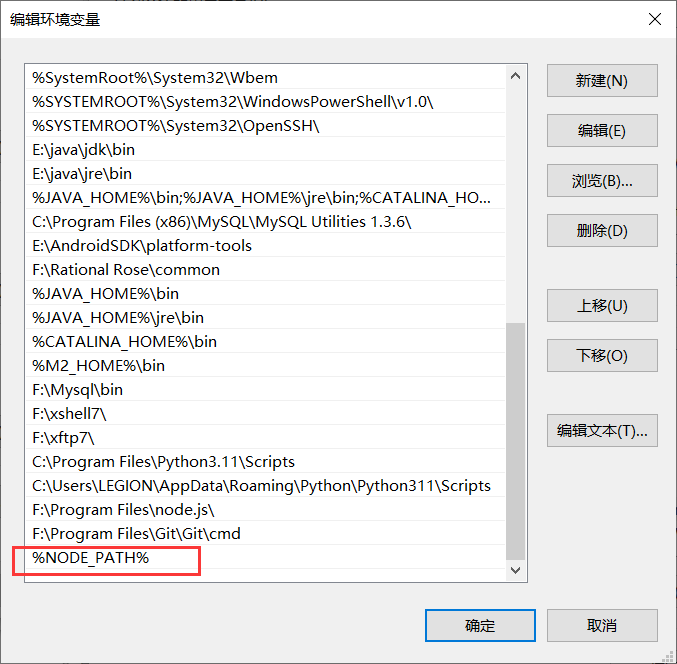 编辑环境变量
%SystemRoot%\System32\Wbem
%SYSTEMROOT%\System32\WindowsPowerShell\v1.0\
%SYSTEMROOT%\System32\OpenSSH\
E:\java\jdk\bin
E:\java\jre\bin
%JAVA_HOME%\bin;%JAVA_HOME%\jre\bin;%CATALINA_HO...
C:\Program Files (x86)\MySQL\MySQL Utilities 1.3.6\
E:\AndroidSDK\platform-tools
F:\Rational Rose\common
%JAVA_HOME%\bin
%JAVA_HOME%\jre\bin
%CATALINA_HOME%\bin
%M2_HOME%\bin
F:\Mysql\bin
F:\xshell7\
F:\xftp7\
C:\Program Files\Python3.11\Scripts
C:\Users\LEGION\AppData\Roaming\Python\Python311\Scripts
F:\Program Files\node.js\
F:\Program Files\Git\Git\cmd
%NODE_PATH%
新建(N)
编辑(E)
浏览(B)...
删除(D)
上移(U)
下移(O)
编辑文本(T)...
确定
取消